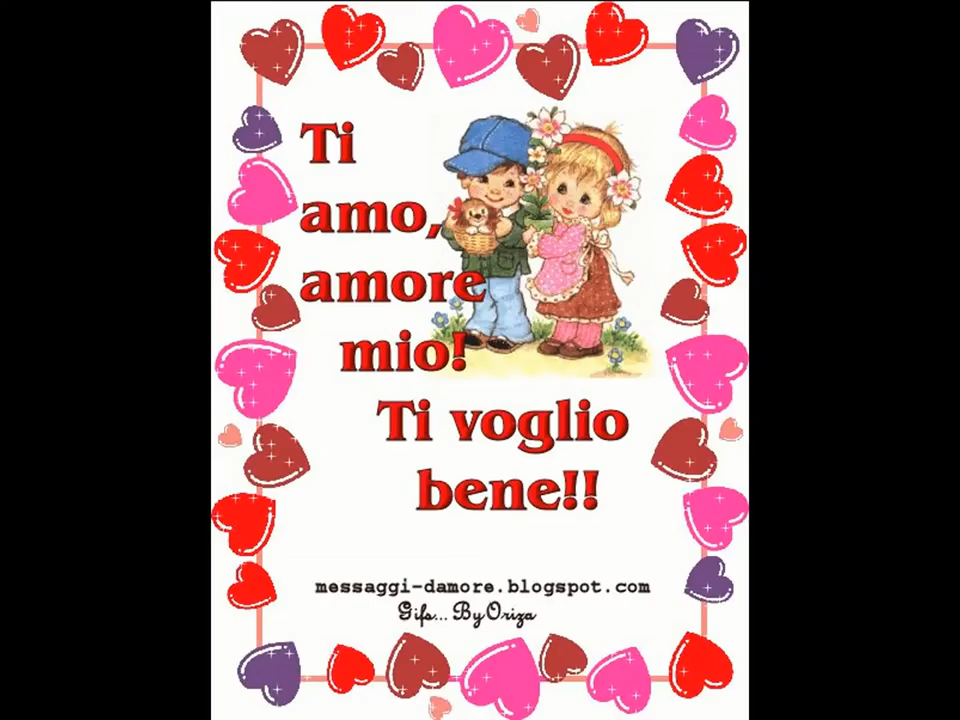 Ti
amo,
amore
mio!
Ti voglio
bene!!
messaggi-damore.blogspot.com
Gifs... By Oriza